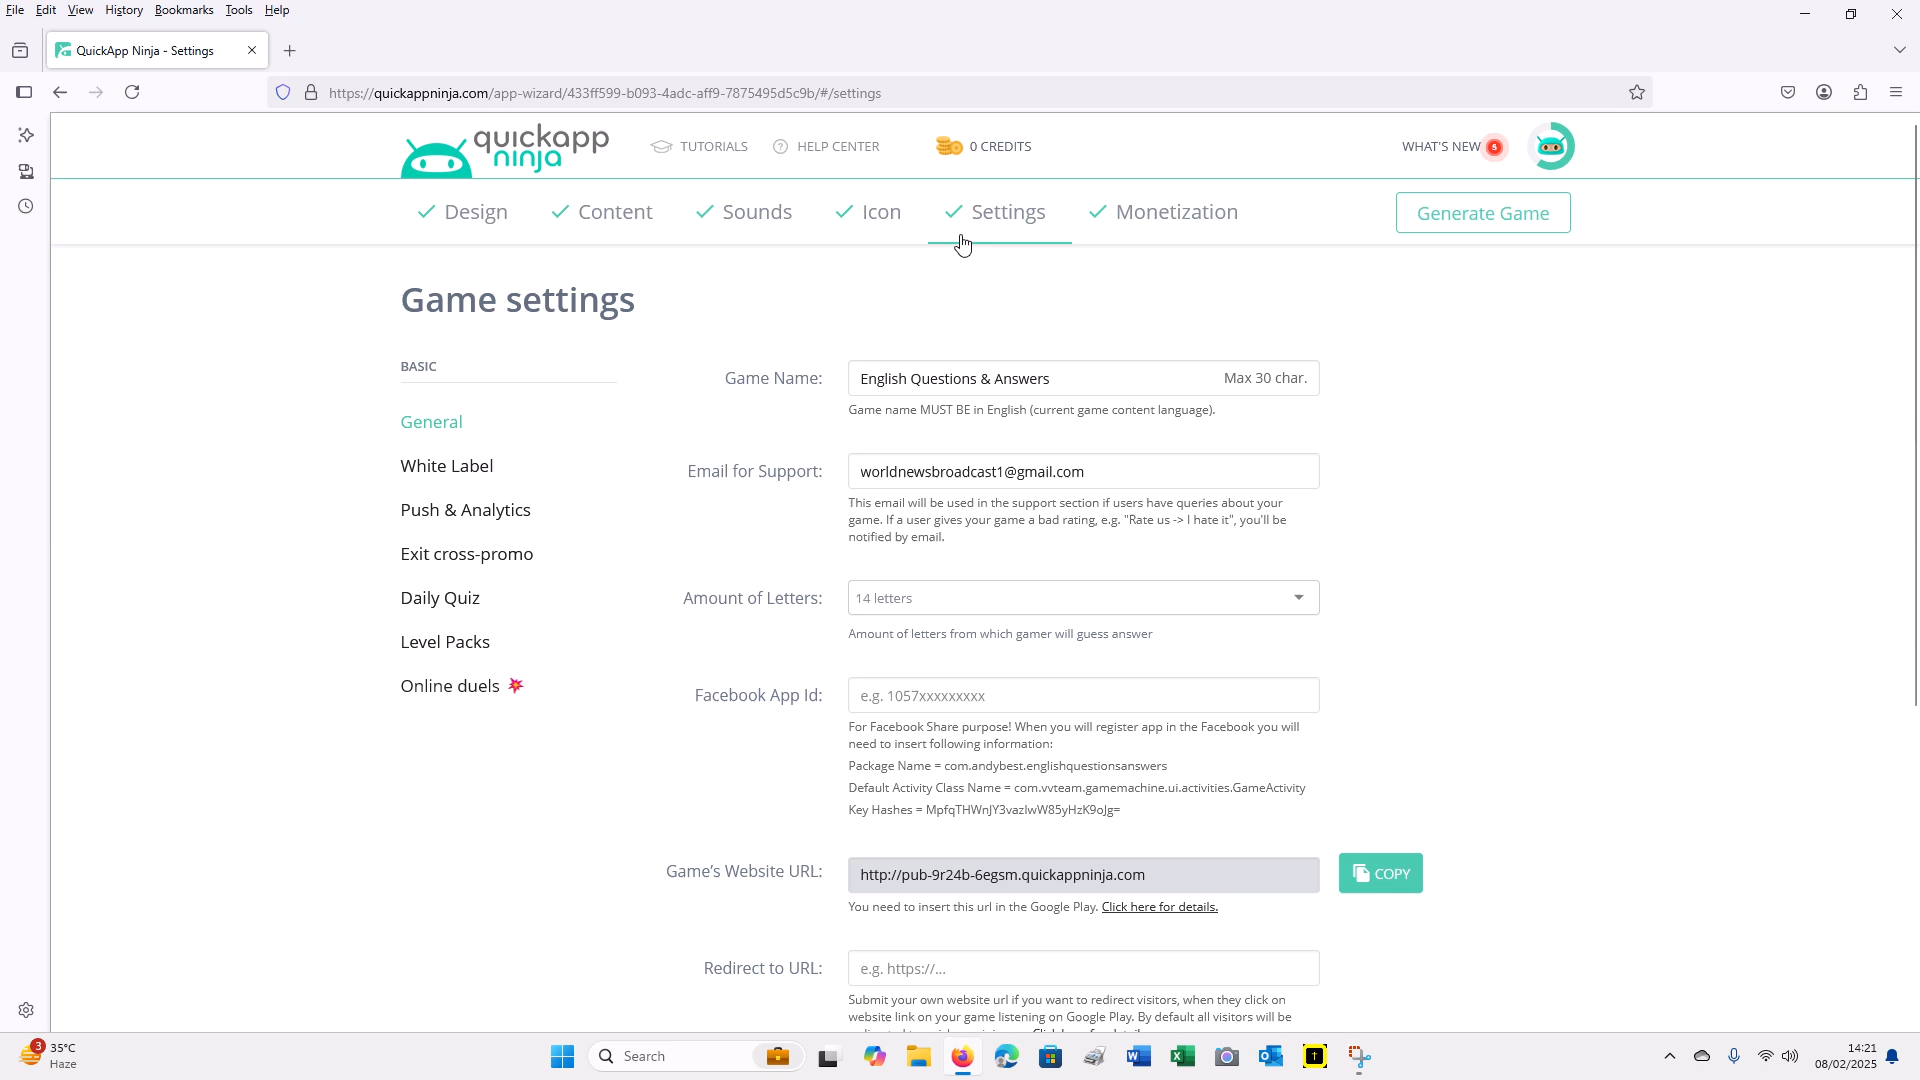 File Edit View History Bookmarks Tools Help
QuickApp Ninja - Settings
https://quickappninja.com/app-wizard/433ff599-b093-4adc-aff9-7875495d5c9b/#/settings
quickapp
ninja
TUTORIALS
HELP CENTER
0 CREDITS
WHAT'S NEW 5
Design
Content
Sounds
Icon
Settings
Monetization
Generate Game
Game settings
BASIC
General
White Label
Push & Analytics
Exit cross-promo
Daily Quiz
Level Packs
Online duels
Game Name: English Questions & Answers Max 30 char.
Game name MUST BE in English (current game content language).
Email for Support: worldnewsbroadcast1@gmail.com
This email will be used in the support section if users have queries about your
game. If a user gives your game a bad rating, e.g. "Rate us -> I hate it", you'll be
notified by email.
Amount of Letters: 14 letters
Amount of letters from which gamer will guess answer
Facebook App Id: e.g. 1057xxxxxxxxx
For Facebook Share purpose! When you will register app in the Facebook you will
need to insert following information:
Package Name = com.andybest.englishquestionsanswers
Default Activity Class Name = com.vvteam.gamemachine.ui.activities.GameActivity
Key Hashes = MpfqTHWnJY3vazlwW85yHzK9oJg=
Game's Website URL: http://pub-9r24b-6egsm.quickappninja.com COPY
You need to insert this url in the Google Play. Click here for details.
Redirect to URL: e.g. https://...
Submit your own website url if you want to redirect visitors, when they click on
website link on your game listening on Google Play. By default all visitors will be
3
35°C
Haze
Search
14:21
08/02/2025